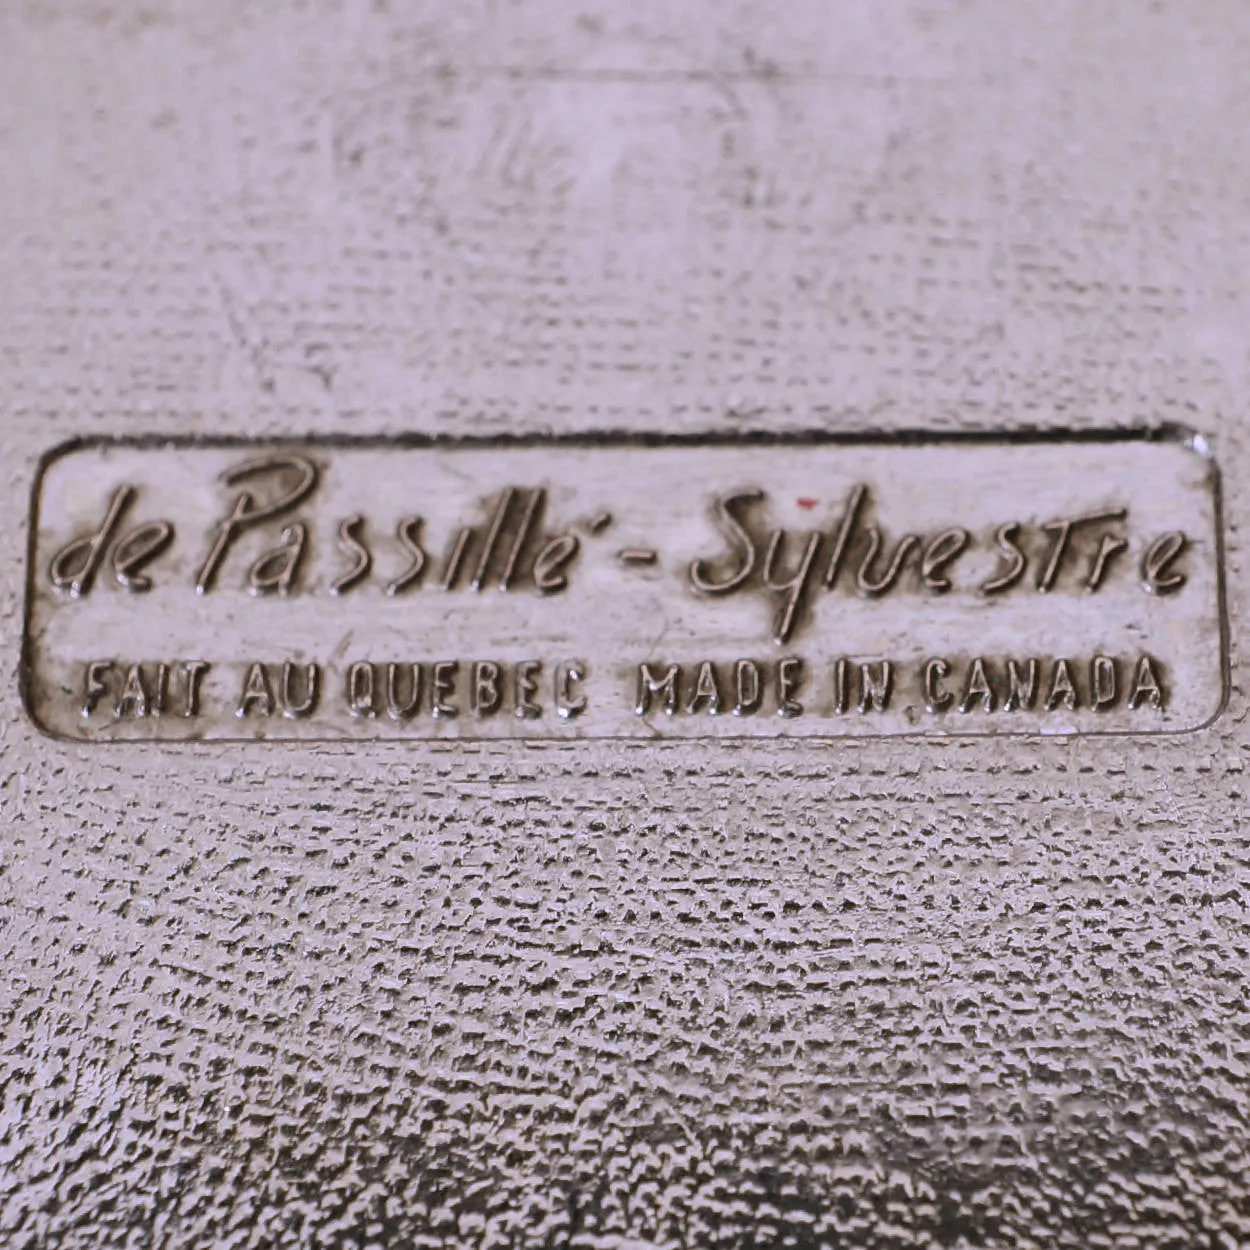 de Passillé - Sylvestre
FAIT AU QUEBEC MADE IN CANADA